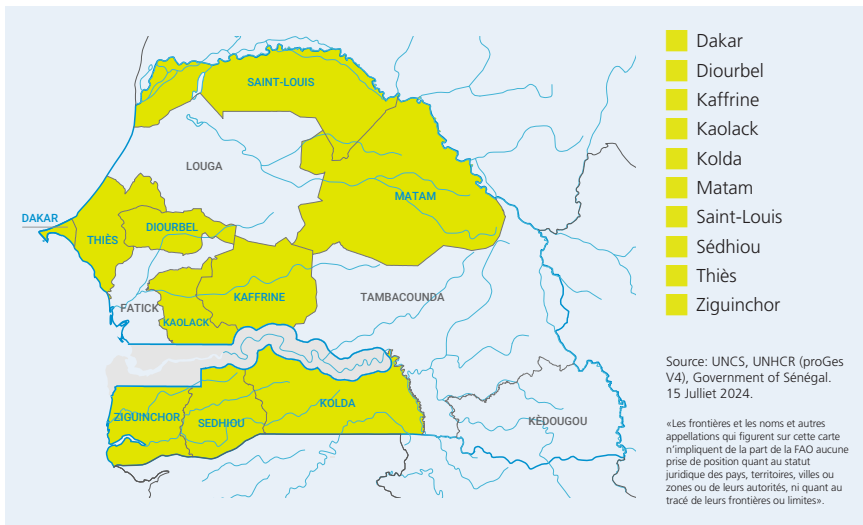 SAINT-LOUIS
LOUGA
MATAM
DAKAR
THIÈS
DIOURBEL
FATICK
KAOLACK
KAFFRINE
TAMBACOUNDA
ZIGUINCHOR
SEDHIOU
KOLDA
KÈDOUGOU
Dakar
Diourbel
Kaffrine
Kaolack
Kolda
Matam
Saint-Louis
Sédhiou
Thiès
Ziguinchor
Source: UNCS, UNHCR (proGes
V4), Government of Sénégal.
15 Julliet 2024.
«Les frontières et les noms et autres
appellations qui figurent sur cette carte
n’impliquent de la part de la FAO aucune
prise de position quant au statut
juridique des pays, territoires, villes ou
zones ou de leurs autorités, ni quant au
tracé de leurs frontières ou limites».